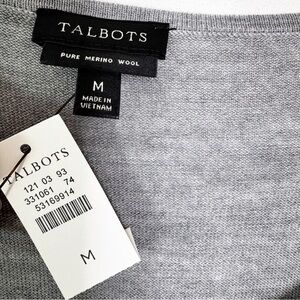 TALBOTS
PURE MERINO WOOL
M
MADE IN
VIETNAM
TALBOTS
121 03 93
331061 74
53169914
M